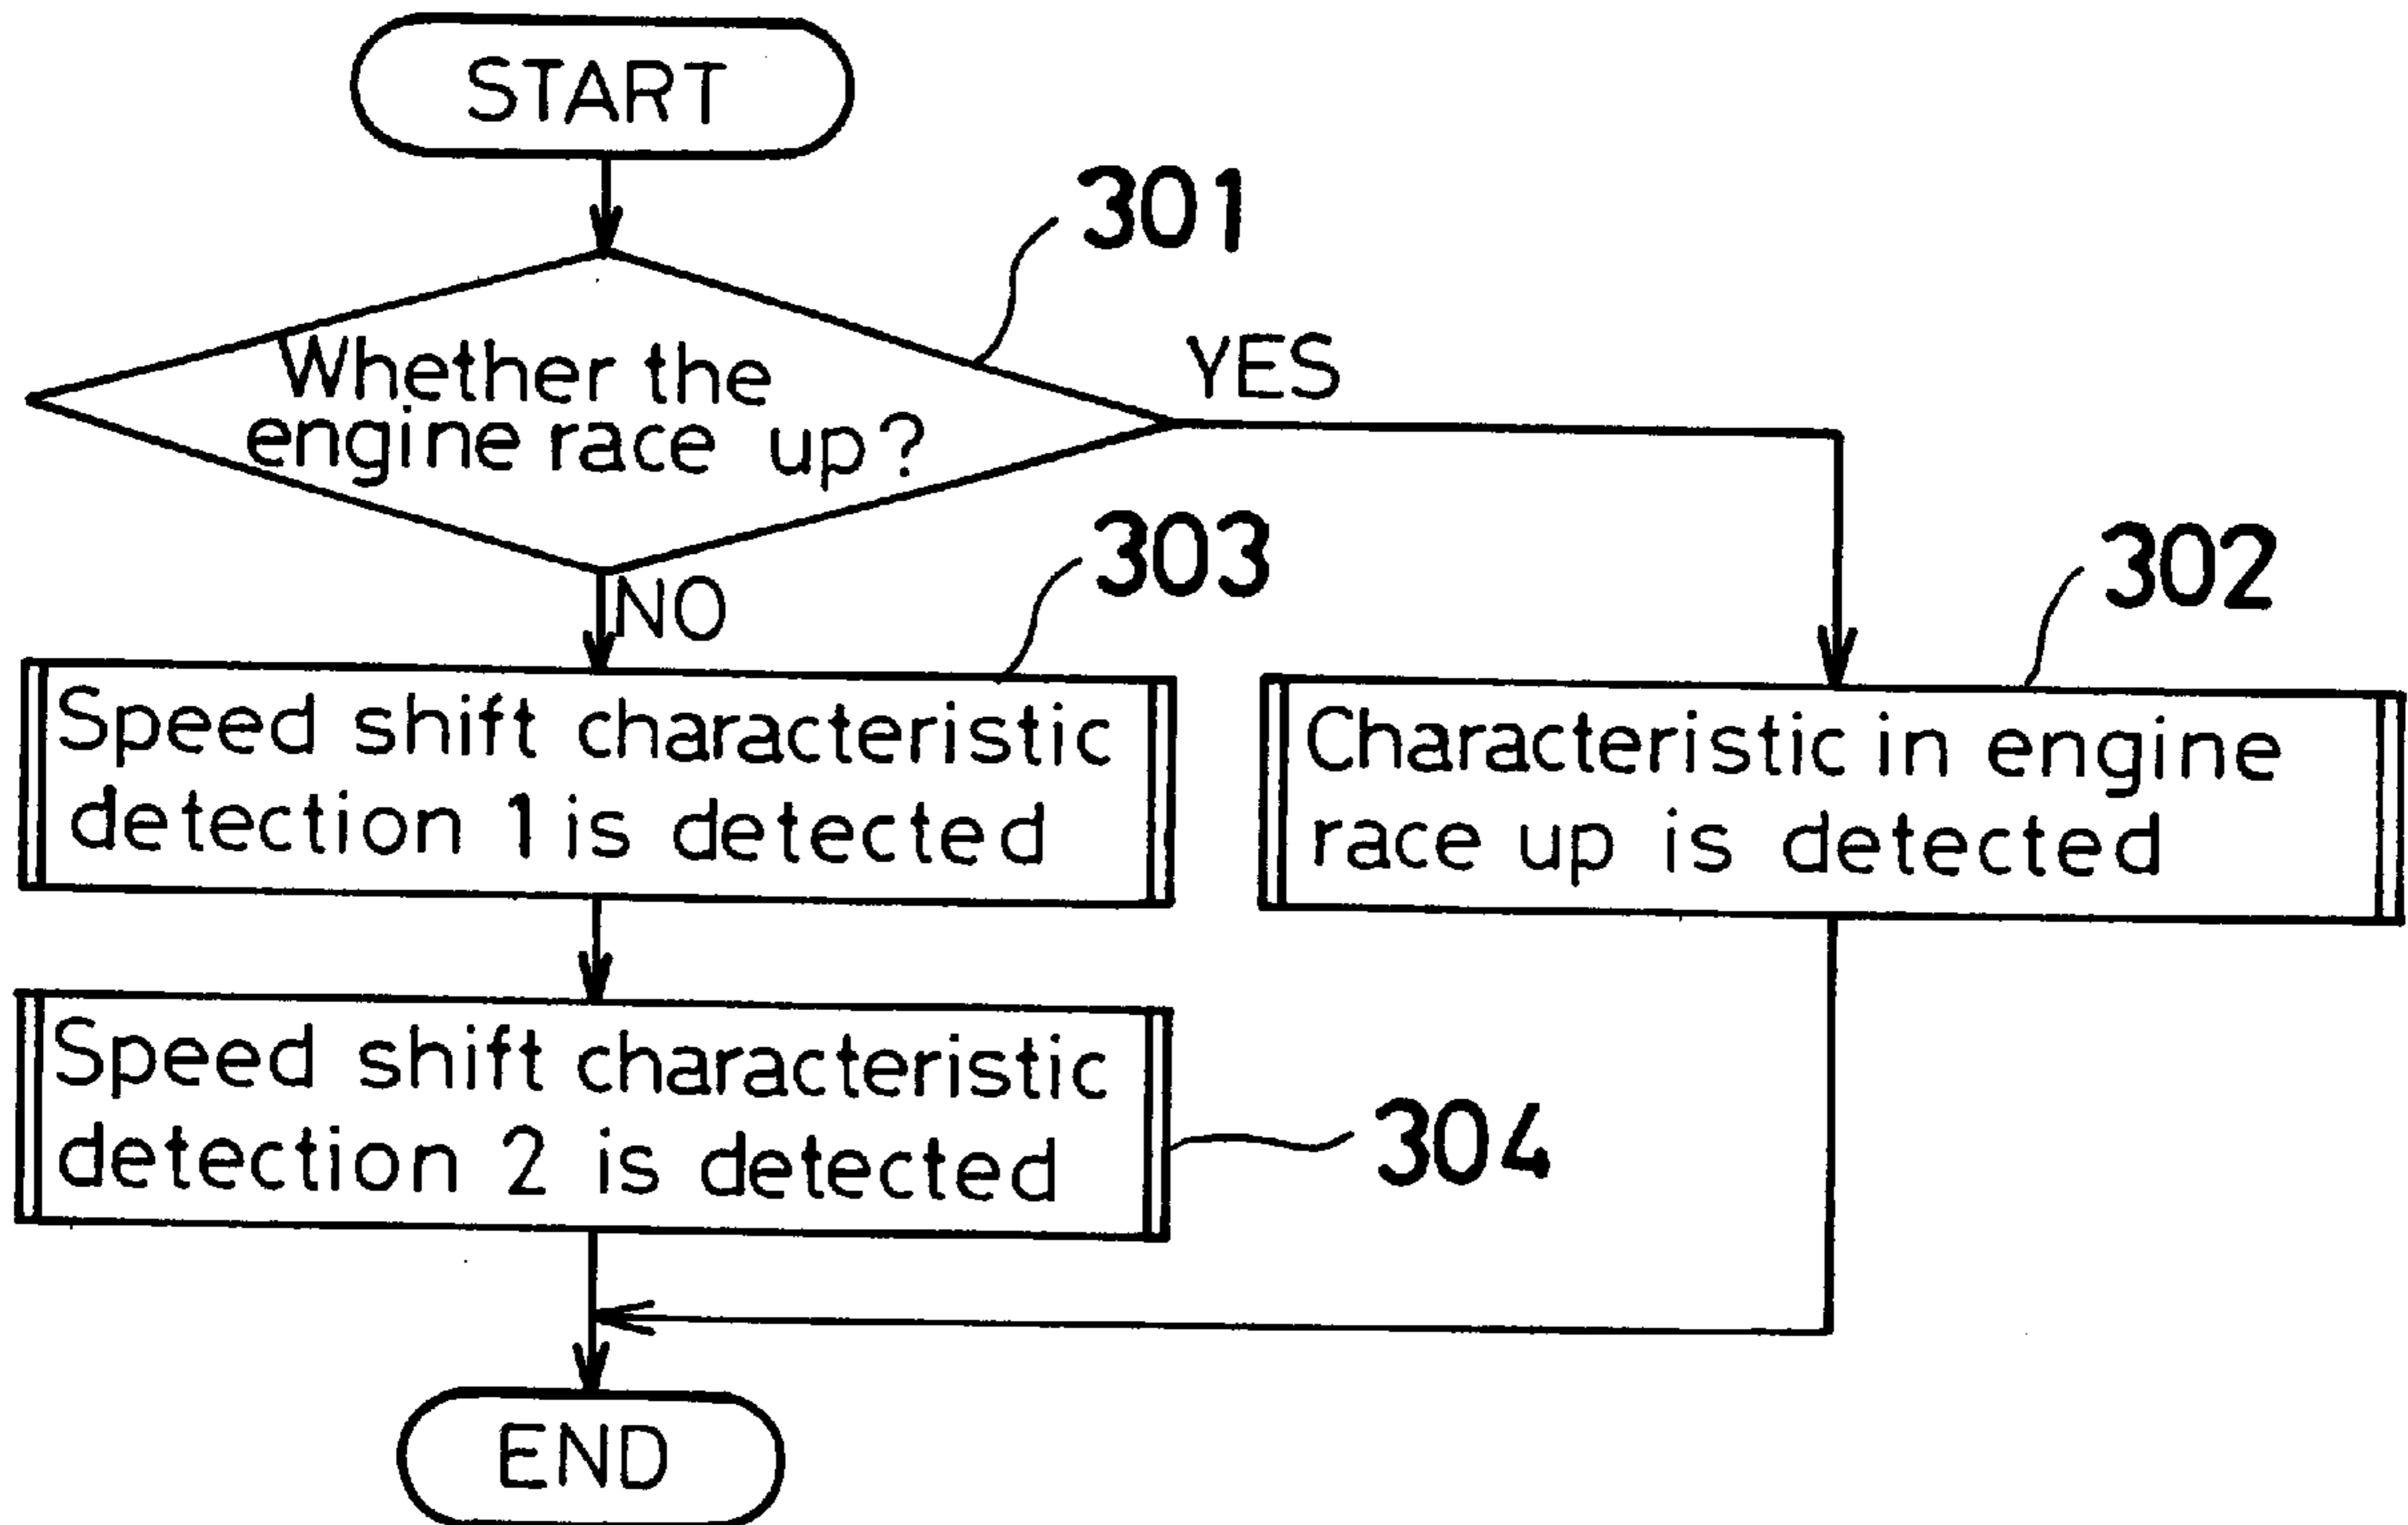 START
301
Whether the
engine race up?
YES
NO
303
302
Speed shift characteristic
detection 1 is detected
Characteristic in engine
race up is detected
Speed shift characteristic
detection 2 is detected
304
END